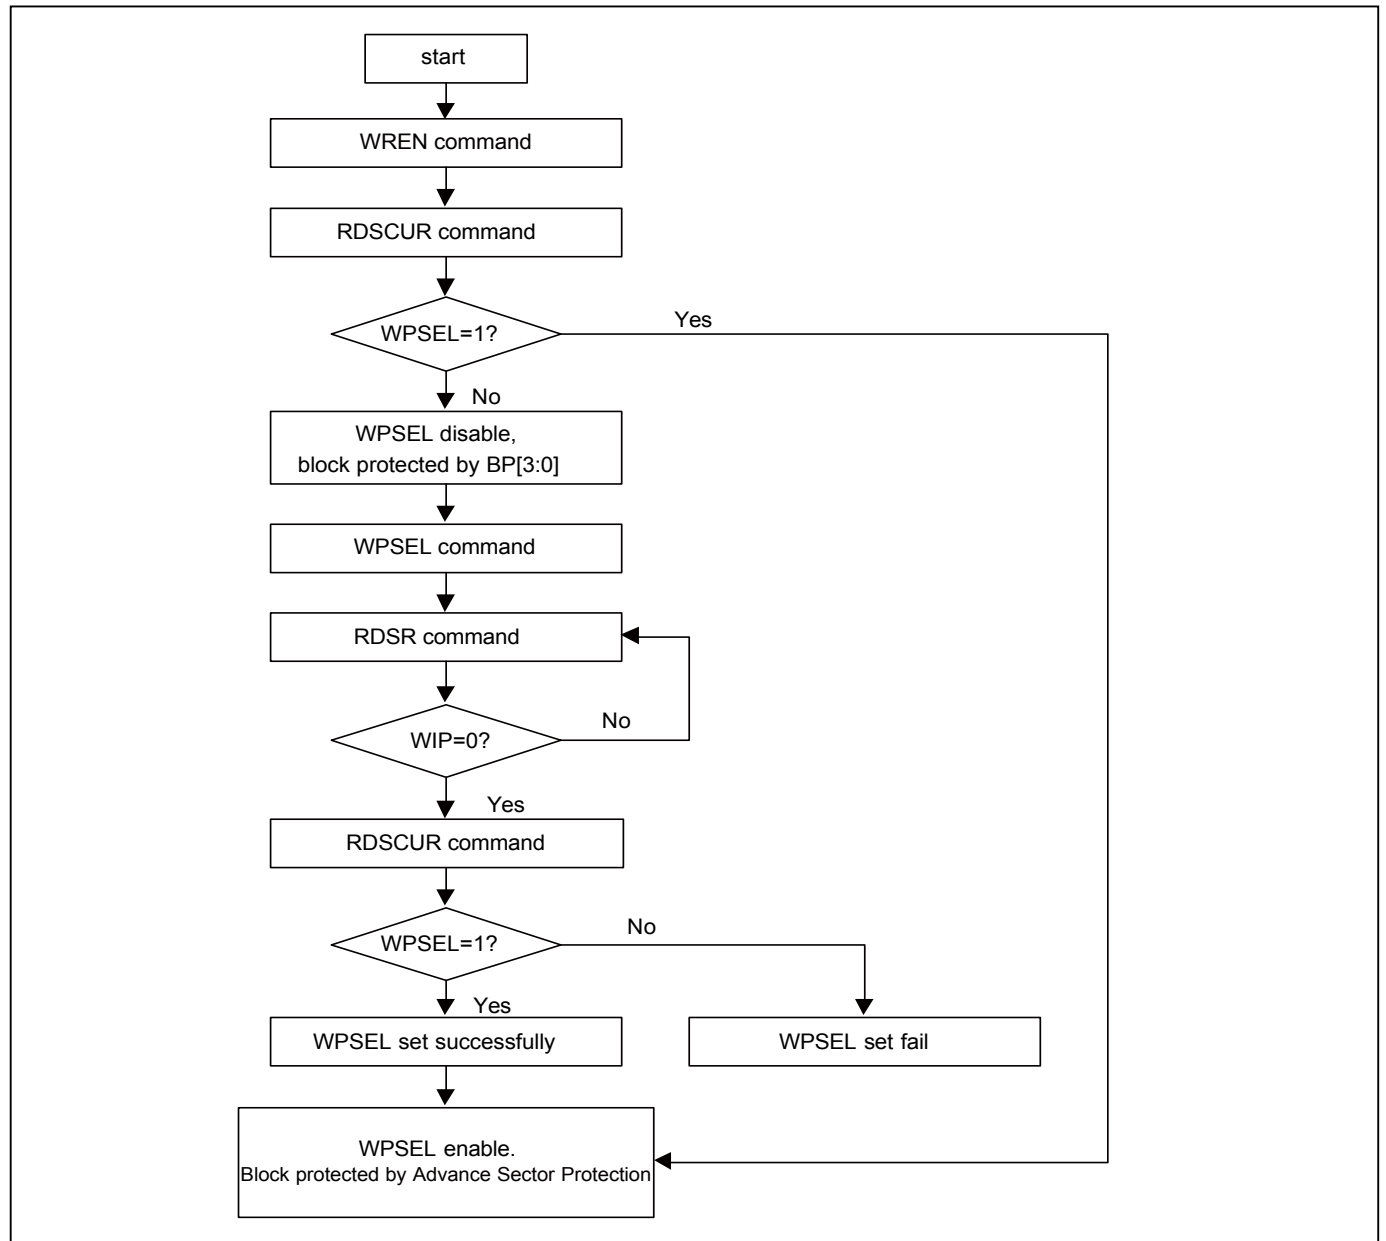 start
WREN command
RDSCUR command
WPSEL=1?
Yes
No
WPSEL disable,
block protected by BP[3:0]
WPSEL command
RDSR command
WIP=0?
No
Yes
RDSCUR command
WPSEL=1?
No
Yes
WPSEL set successfully
WPSEL set fail
WPSEL enable.
Block protected by Advance Sector Protection